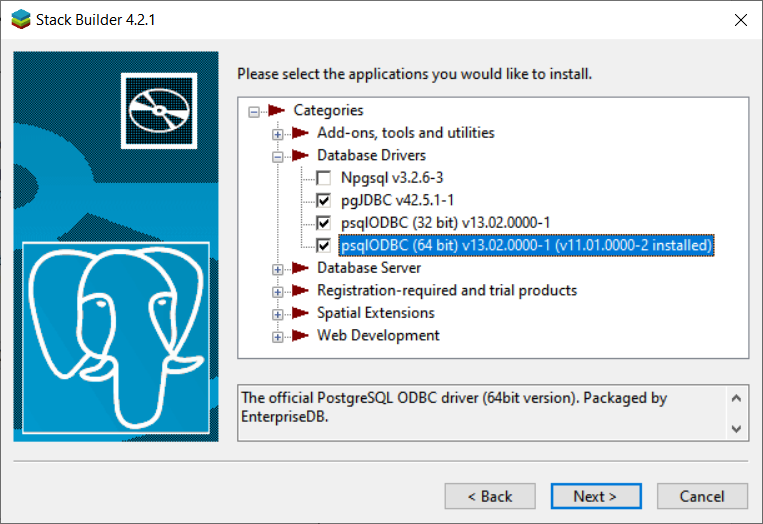 Stack Builder 4.2.1
Please select the applications you would like to install.
Categories
Add-ons, tools and utilities
Database Drivers
Npgsql v3.2.6-3
pgJDBC v42.5.1-1
psqlODBC (32 bit) v13.02.0000-1
psqlODBC (64 bit) v13.02.0000-1 (v11.01.0000-2 installed)
Database Server
Registration-required and trial products
Spatial Extensions
Web Development
The official PostgreSQL ODBC driver (64bit version). Packaged by
EnterpriseDB.
< Back Next > Cancel